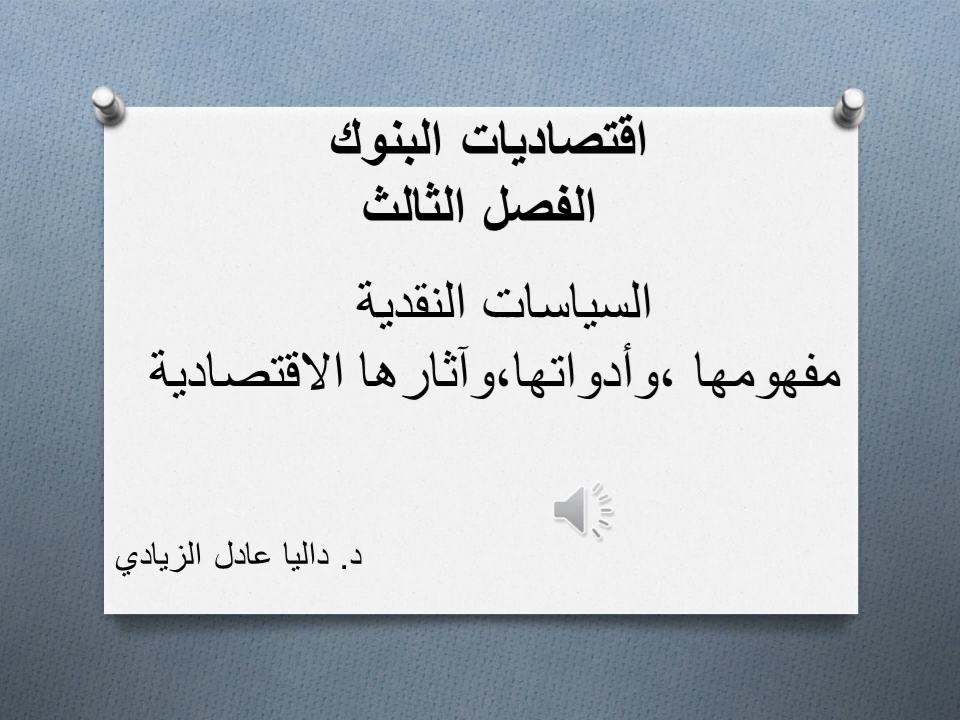 اقتصاديات البنوك
الفصل الثالث
السياسات النقدية
مفهومها ،وأدواتها،وآثارها الاقتصادية
د. داليا عادل الزيادي